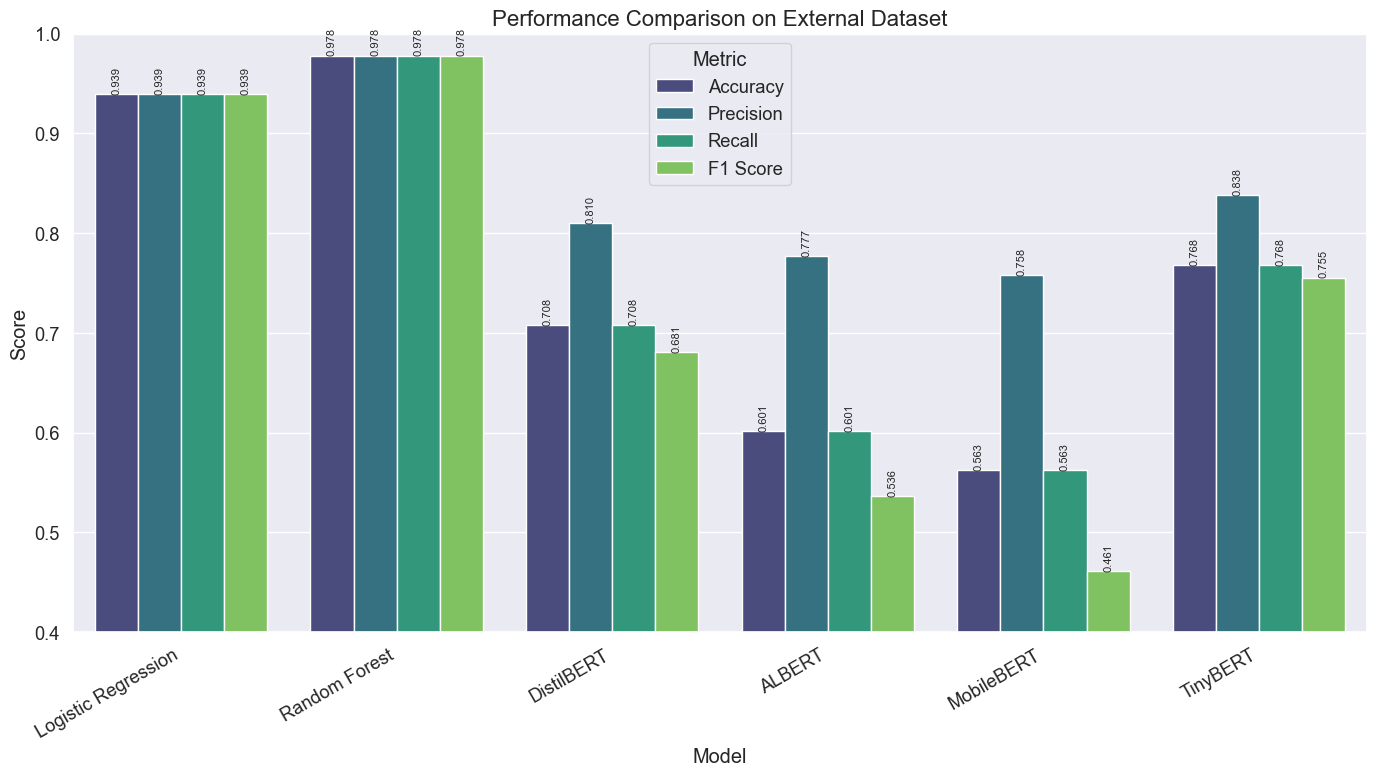 Performance Comparison on External Dataset
Score
1.0
0.9
0.8
0.7
0.6
0.5
0.4
Metric
Accuracy
Precision
Recall
F1 Score
0.939
0.939
0.939
0.939
0.978
0.978
0.978
0.978
0.708
0.810
0.708
0.681
0.601
0.777
0.601
0.536
0.563
0.758
0.563
0.461
0.768
0.838
0.768
0.755
Logistic Regression
Random Forest
DistilBERT
ALBERT
MobileBERT
TinyBERT
Model